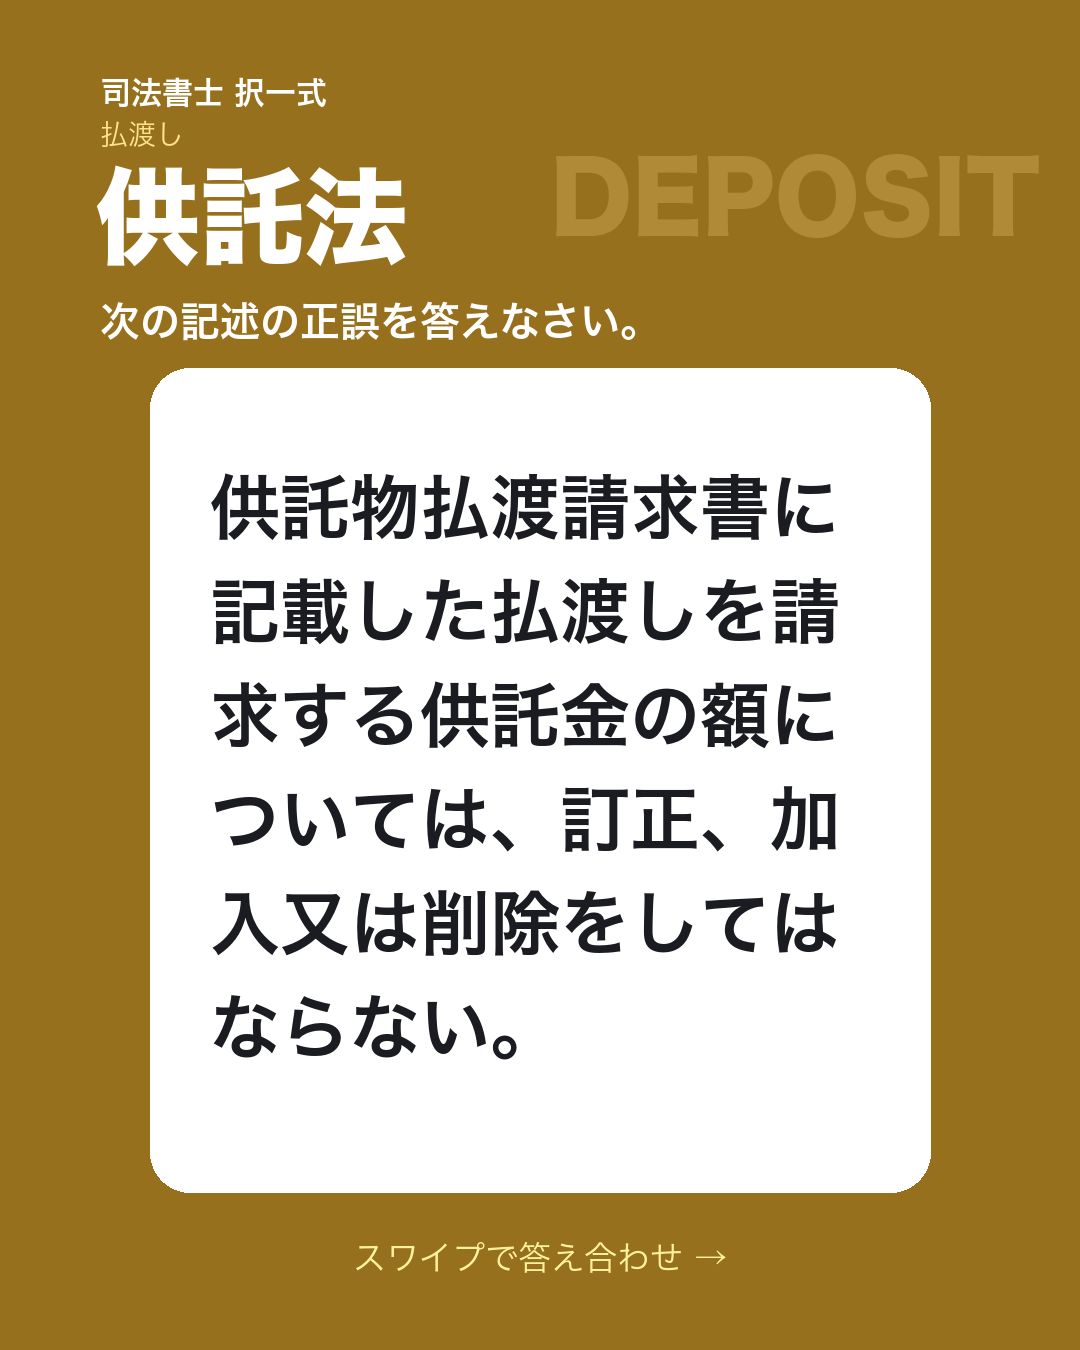 司法書士 択一式
払渡し
供託法
DEPOSIT
次の記述の正誤を答えなさい。
供託物払渡請求書に
記載した払渡しを請
求する供託金の額に
ついては、訂正、加
入又は削除をしては
ならない。
スワイプで答え合わせ →